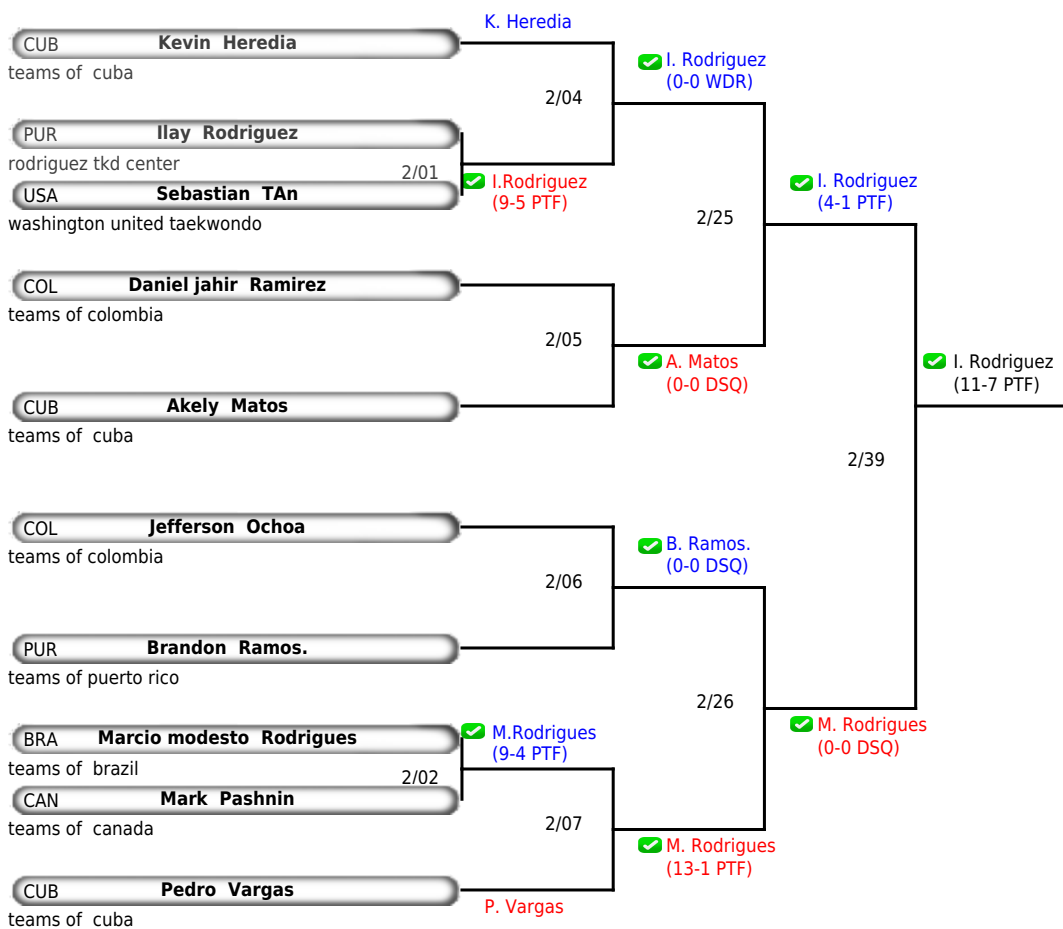 K. Heredia
CUB Kevin Heredia
teams of cuba
I. Rodriguez
(0-0 WDR)
2/04
PUR Ilay Rodriguez
rodriguez tkd center
2/01
I.Rodriguez
(9-5 PTF)
USA Sebastian TAn
washington united taekwondo
I. Rodriguez
(4-1 PTF)
2/25
COL Daniel jahir Ramirez
teams of colombia
2/05
A. Matos
(0-0 DSQ)
I. Rodriguez
(11-7 PTF)
CUB Akely Matos
teams of cuba
2/39
COL Jefferson Ochoa
teams of colombia
B. Ramos.
(0-0 DSQ)
2/06
PUR Brandon Ramos.
teams of puerto rico
2/26
BRA Marcio modesto Rodrigues
teams of brazil
M.Rodrigues
(9-4 PTF)
M. Rodrigues
(0-0 DSQ)
2/02
CAN Mark Pashnin
teams of canada
2/07
M. Rodrigues
(13-1 PTF)
CUB Pedro Vargas
teams of cuba
P. Vargas